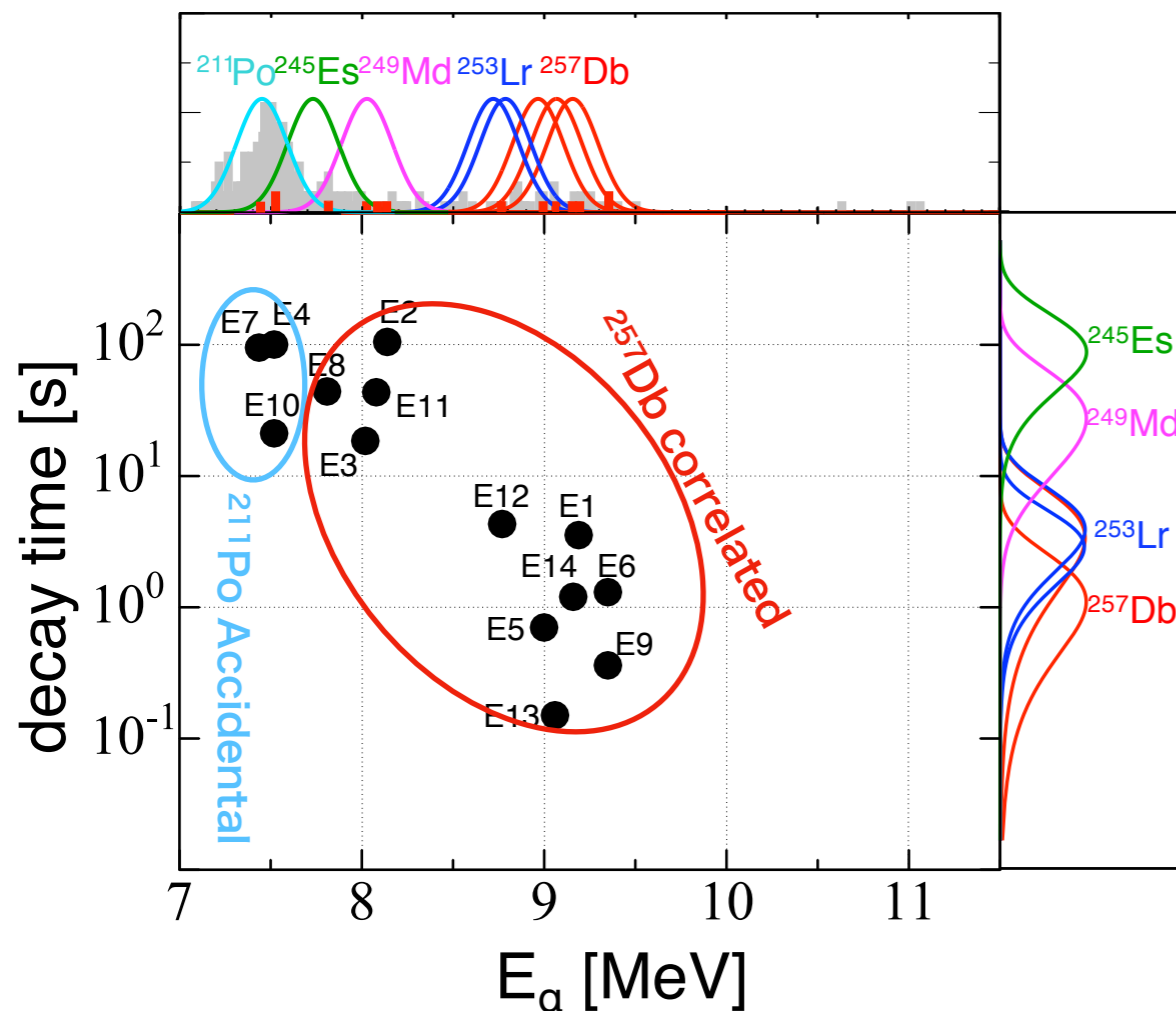 ²¹¹Po ²⁴⁵Es ²⁴⁹Md ²⁵³Lr ²⁵⁷Db
E7 E4 E2
E8
E10 E11
E3
E12 E1
E14 E6
E5
E9
E13
²¹¹Po Accidental
²⁵⁷Db correlated
²⁴⁵Es
²⁴⁹Md
²⁵³Lr
²⁵⁷Db
decay time [s]
10²
10¹
10⁰
10⁻¹
7 8 9 10 11
Eα [MeV]